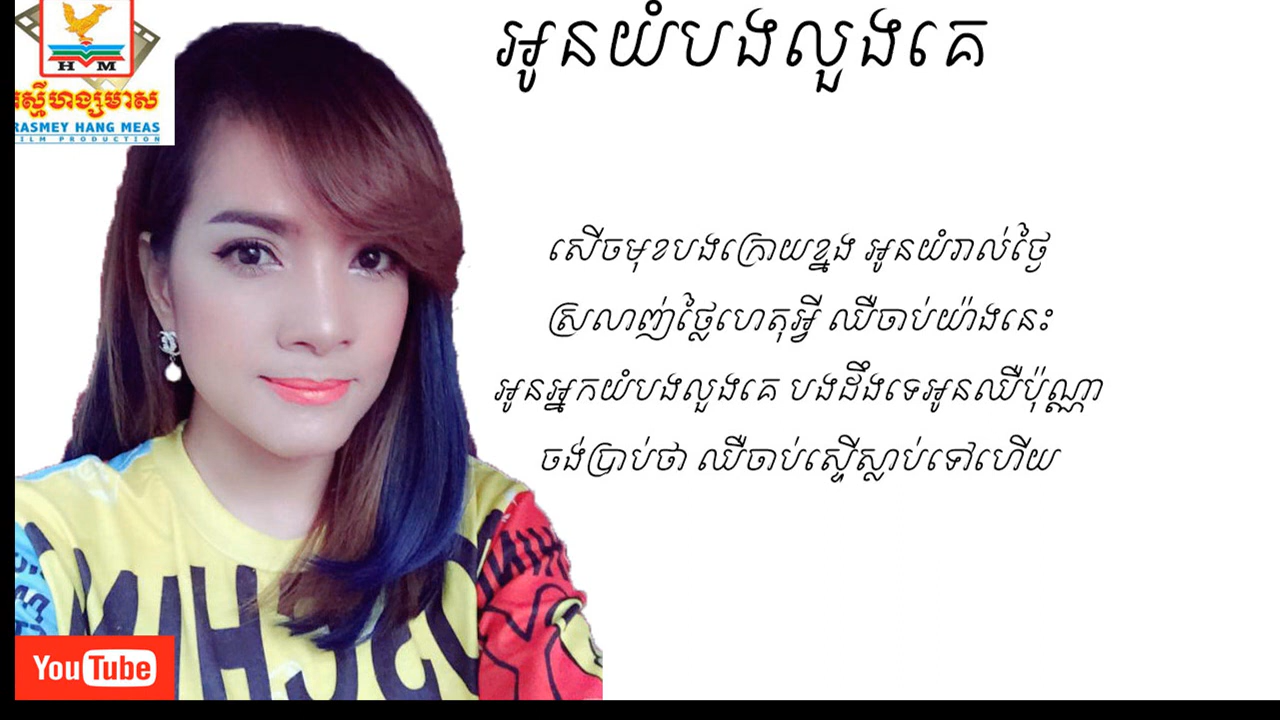 អូនយំបងលួងគេ
H M
រស្មីហង្សមាស
RASMEY HANG MEAS
FILM PRODUCTION
សើចមុខបងក្រោយខ្នង អូនយំរាល់ថ្ងៃ
ស្រលាញ់ថ្លៃហេតុអ្វី ឈឺចាប់យ៉ាងនេះ
អូនអ្នកយំបងលួងគេ បងដឹងទេអូនឈឺប៉ុណ្ណា
ចង់ប្រាប់ថា ឈឺចាប់ស្ទើស្លាប់ទៅហើយ
YouTube